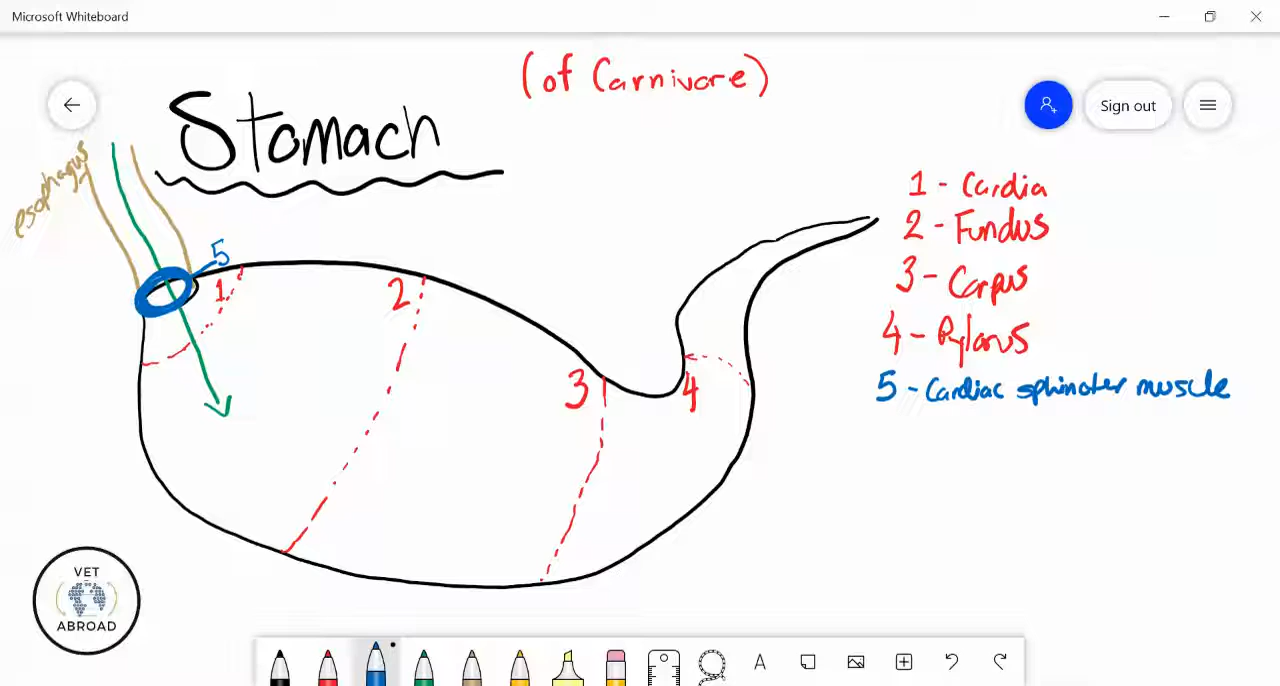 Microsoft Whiteboard
(of Carnivore)
Stomach
Sign out
esophagus
1 - Cardia
2 - Fundus
3 - Corpus
4 - Pylorus
5 - Cardiac sphincter muscle
5
1
2
3
4
VET
ABROAD
A